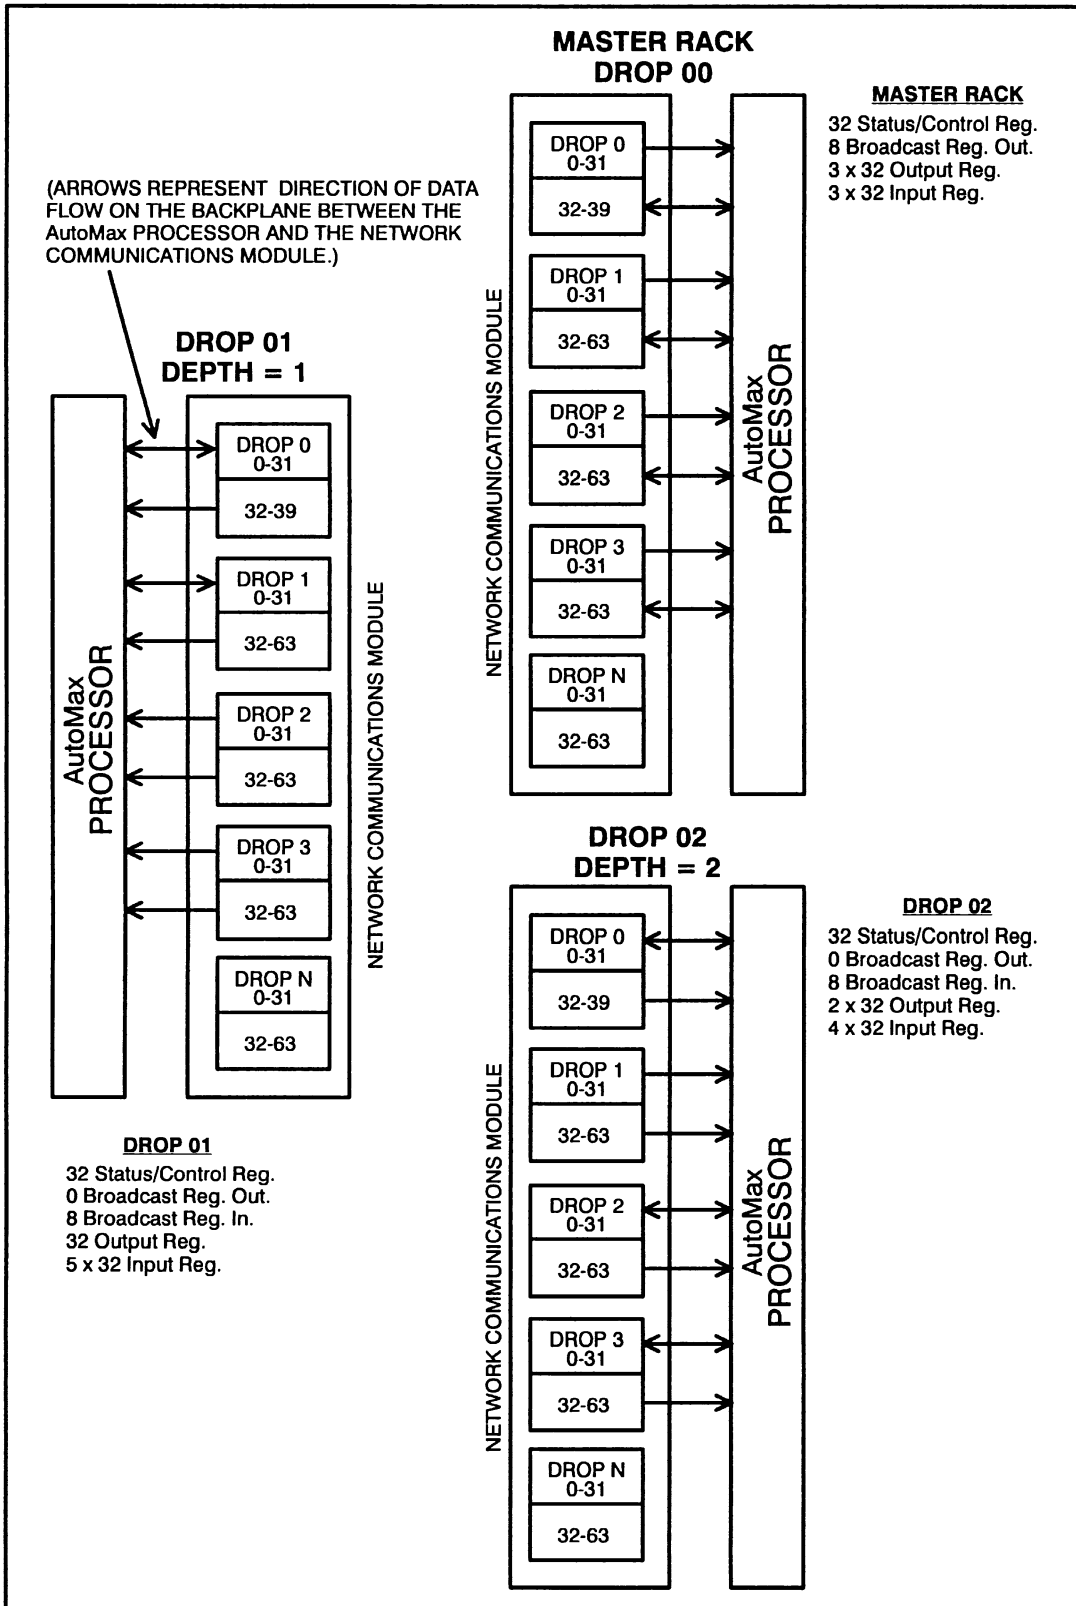 MASTER RACK
DROP 00
MASTER RACK
32 Status/Control Reg.
8 Broadcast Reg. Out.
3 x 32 Output Reg.
3 x 32 Input Reg.
DROP 0
0-31
32-39
DROP 1
0-31
32-63
DROP 2
0-31
32-63
DROP 3
0-31
32-63
DROP N
0-31
32-63
NETWORK COMMUNICATIONS MODULE
AutoMax
PROCESSOR
(ARROWS REPRESENT DIRECTION OF DATA
FLOW ON THE BACKPLANE BETWEEN THE
AutoMax PROCESSOR AND THE NETWORK
COMMUNICATIONS MODULE.)
DROP 01
DEPTH = 1
AutoMax
PROCESSOR
DROP 0
0-31
32-39
DROP 1
0-31
32-63
DROP 2
0-31
32-63
DROP 3
0-31
32-63
DROP N
0-31
32-63
NETWORK COMMUNICATIONS MODULE
DROP 01
32 Status/Control Reg.
0 Broadcast Reg. Out.
8 Broadcast Reg. In.
32 Output Reg.
5 x 32 Input Reg.
DROP 02
DEPTH = 2
NETWORK COMMUNICATIONS MODULE
DROP 0
0-31
32-39
DROP 1
0-31
32-63
DROP 2
0-31
32-63
DROP 3
0-31
32-63
DROP N
0-31
32-63
AutoMax
PROCESSOR
DROP 02
32 Status/Control Reg.
0 Broadcast Reg. Out.
8 Broadcast Reg. In.
2 x 32 Output Reg.
4 x 32 Input Reg.